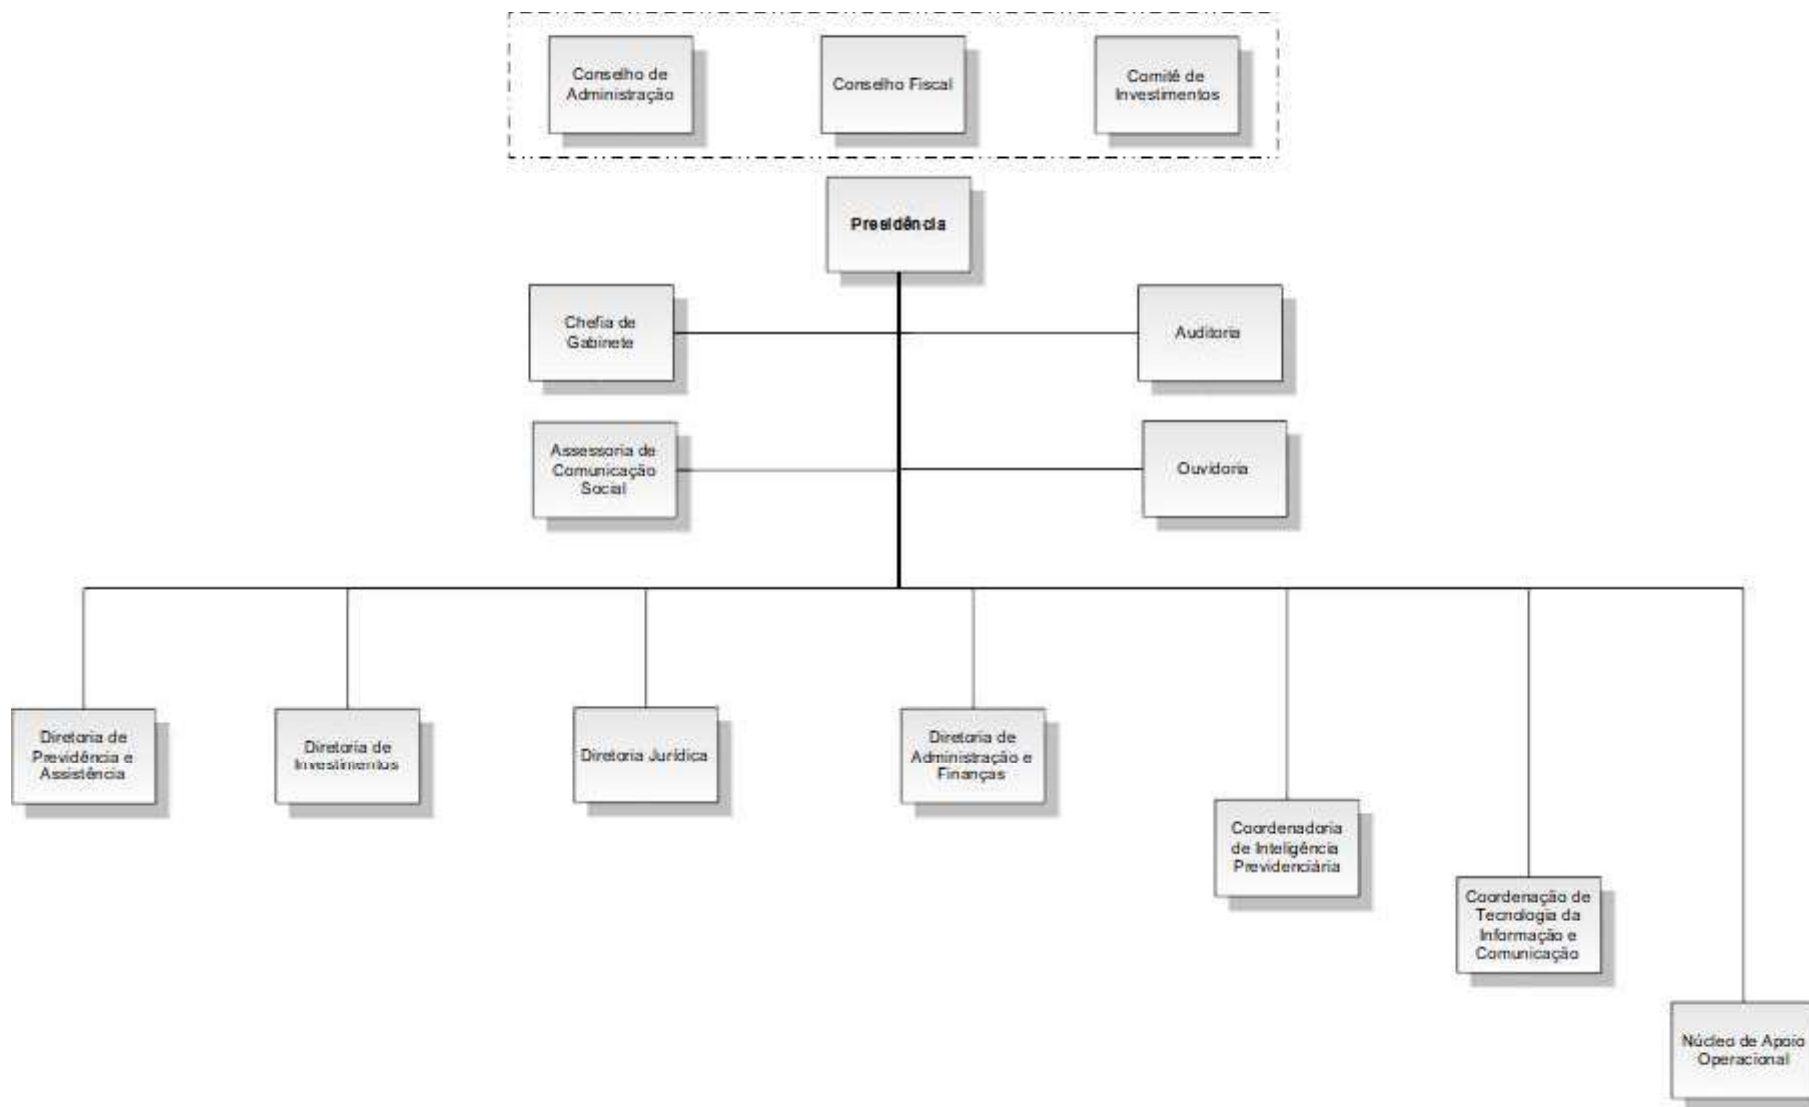 Conselho de
Administração
Conselho Fiscal
Comitê de
Investimentos
Presidência
Chefia de
Gabinete
Auditoria
Assessoria de
Comunicação
Social
Ouvidoria
Diretoria de
Previdência e
Assistência
Diretoria de
Investimentos
Diretoria Jurídica
Diretoria de
Administração e
Finanças
Coordenadoria
de Inteligência
Previdenciária
Coordenação de
Tecnologia da
Informação e
Comunicação
Núcleo de Apoio
Operacional